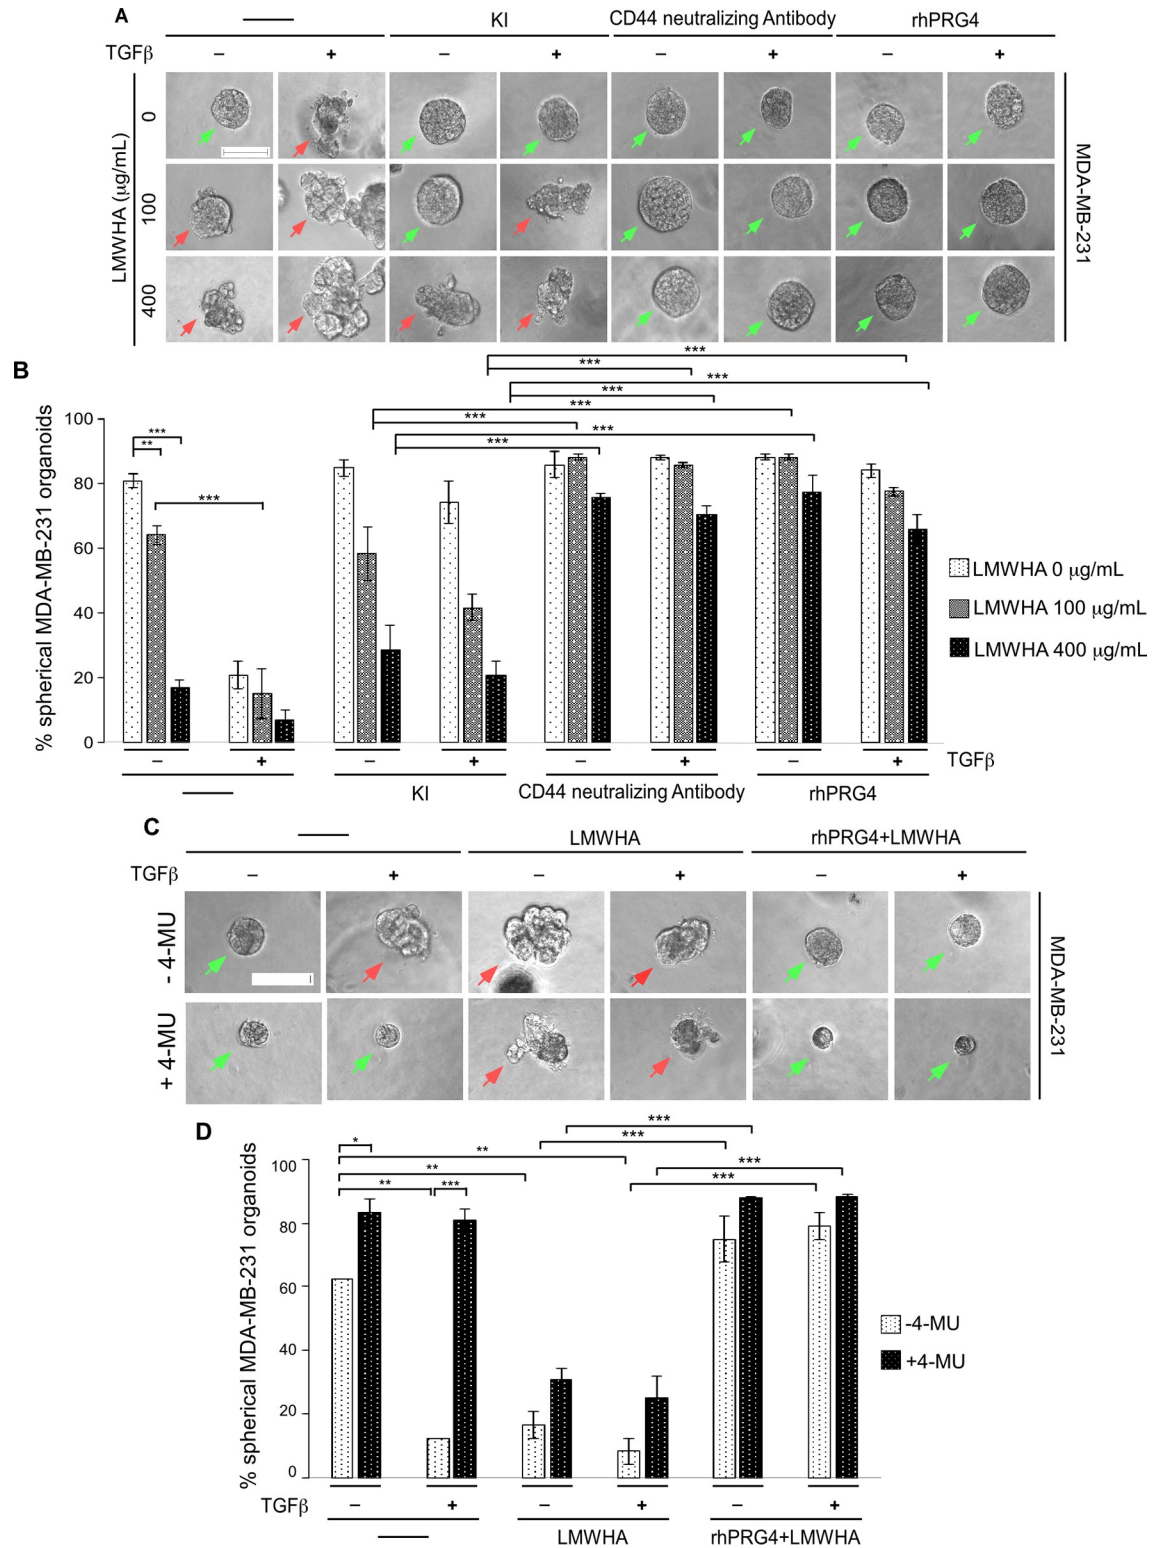 A
KI
CD44 neutralizing Antibody
rhPRG4
TGFβ
– + – + – + – +
LMWHA (μg/mL)
0
100
400
MDA-MB-231
B
% spherical MDA-MB-231 organoids
100
80
60
40
20
0
***
**
***
***
***
***
***
***
***
***
***
LMWHA 0 μg/mL
LMWHA 100 μg/mL
LMWHA 400 μg/mL
– + – + – + – + TGFβ
KI
CD44 neutralizing Antibody
rhPRG4
C
LMWHA
rhPRG4+LMWHA
TGFβ
– + – + – +
- 4-MU
+ 4-MU
MDA-MB-231
D
% spherical MDA-MB-231 organoids
100
80
60
40
20
0
*
**
**
**
***
***
***
***
***
-4-MU
+4-MU
TGFβ – + – + – +
LMWHA
rhPRG4+LMWHA